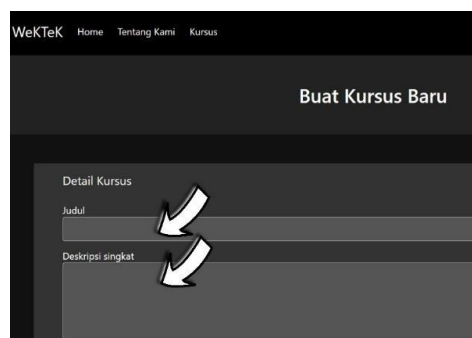 WeKTeK Home Tentang Kami Kursus
Buat Kursus Baru
Detail Kursus
Judul
Deskripsi singkat